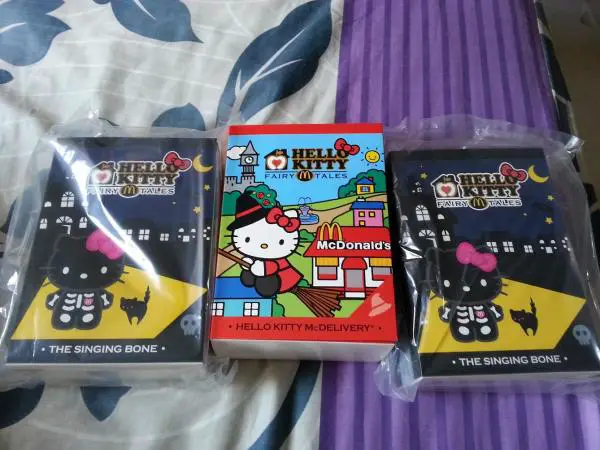 HELLO
KITTY
FAIRY TALES
• THE SINGING BONE •
HELLO
KITTY
FAIRY TALES
McDonald's
• HELLO KITTY McDELIVERY® •
HELLO
KITTY
FAIRY TALES
• THE SINGING BONE •